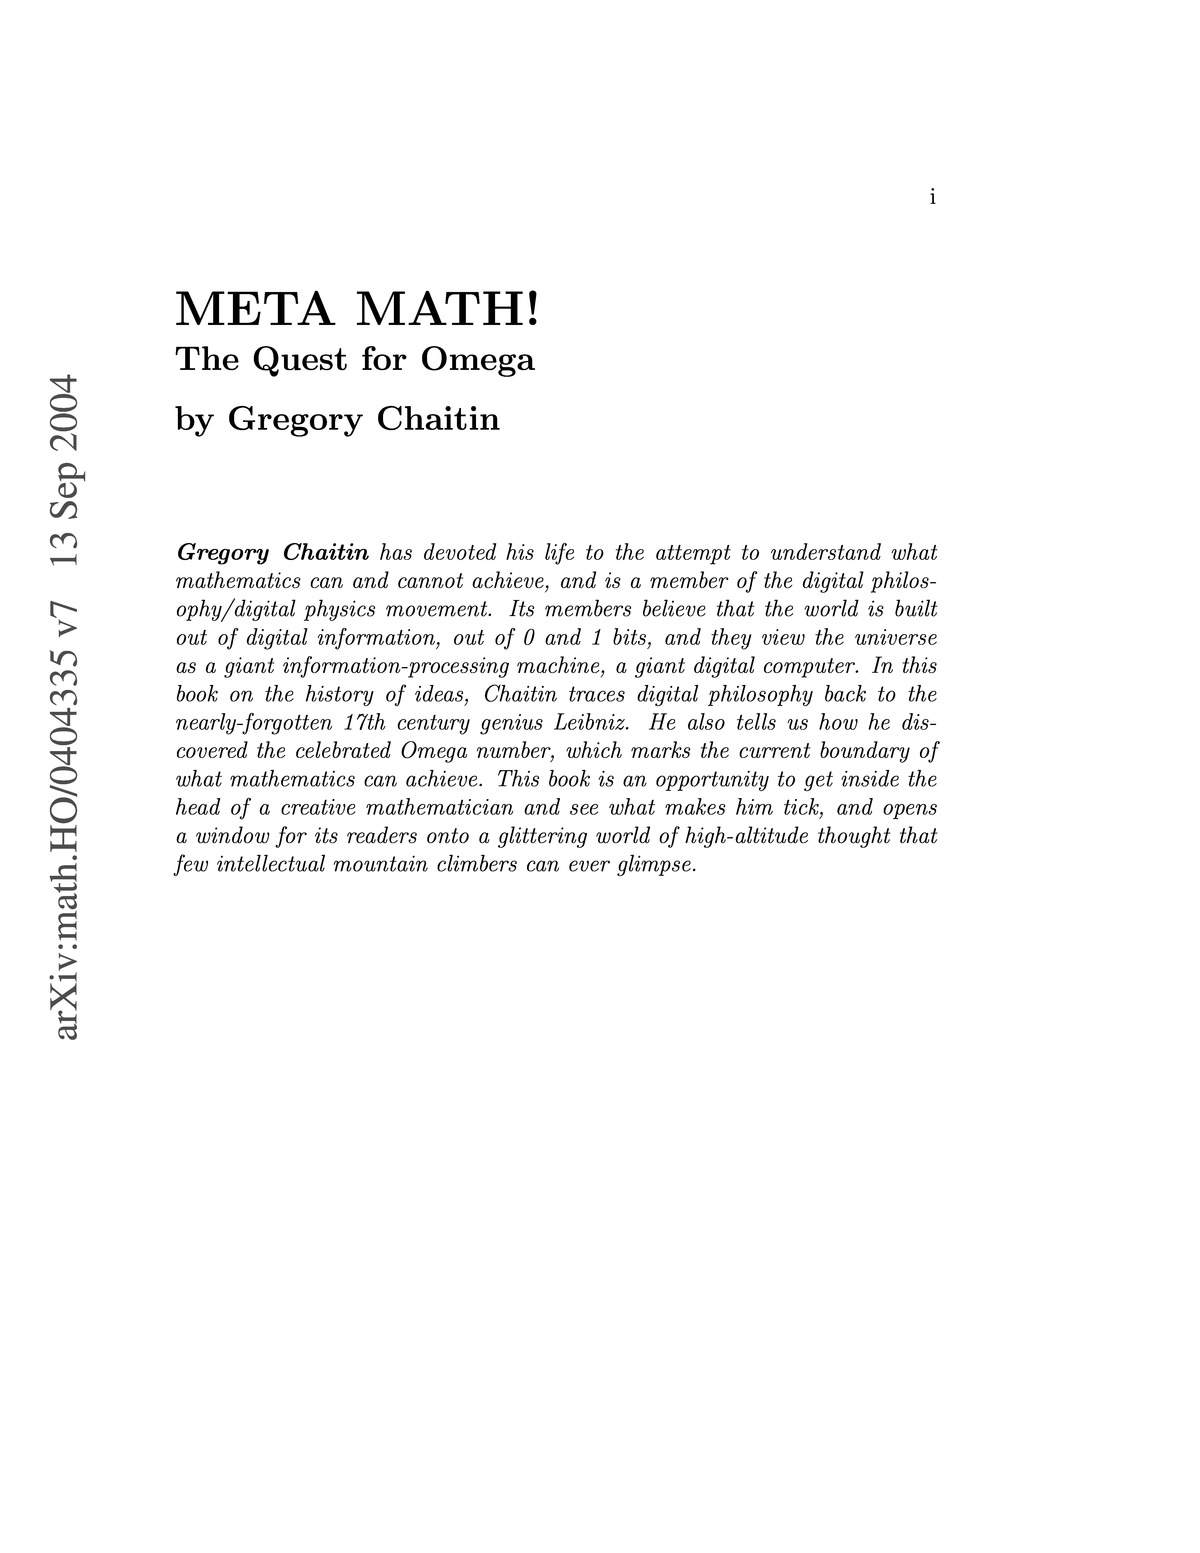 i
META MATH!
The Quest for Omega
by Gregory Chaitin
Gregory Chaitin has devoted his life to the attempt to understand what
mathematics can and cannot achieve, and is a member of the digital philos-
ophy/digital physics movement. Its members believe that the world is built
out of digital information, out of 0 and 1 bits, and they view the universe
as a giant information-processing machine, a giant digital computer. In this
book on the history of ideas, Chaitin traces digital philosophy back to the
nearly-forgotten 17th century genius Leibniz. He also tells us how he dis-
covered the celebrated Omega number, which marks the current boundary of
what mathematics can achieve. This book is an opportunity to get inside the
head of a creative mathematician and see what makes him tick, and opens
a window for its readers onto a glittering world of high-altitude thought that
few intellectual mountain climbers can ever glimpse.
arXiv:math.HO/0404335 v7 13 Sep 2004